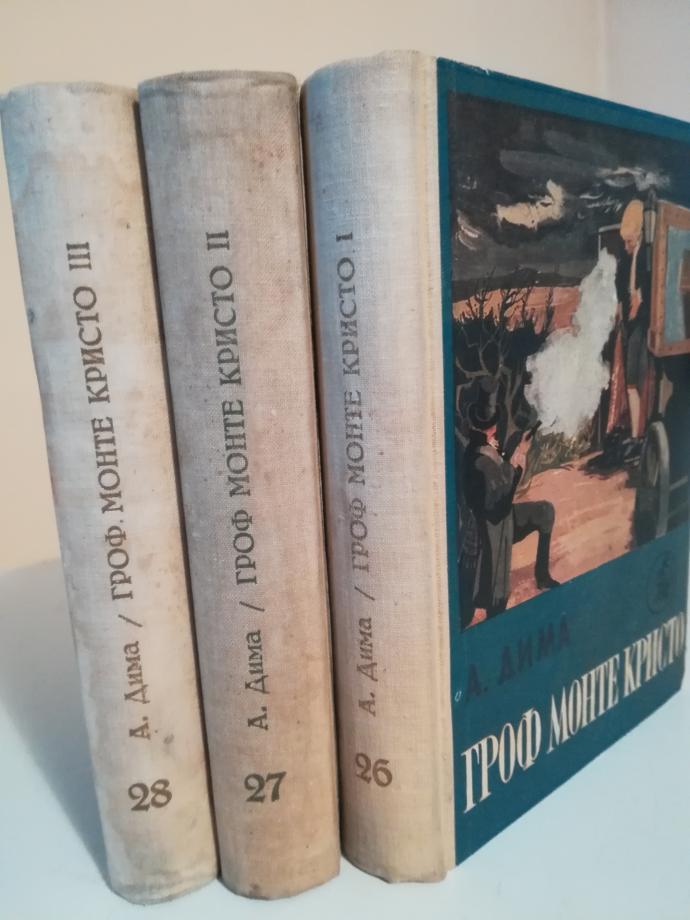 А. Дима / ГРОФ МОНТЕ КРИСТО III
28
А. Дима / ГРОФ МОНТЕ КРИСТО II
27
А. Дима / ГРОФ МОНТЕ КРИСТО I
26
А. ДИМА
ГРОФ МОНТЕ КРИСТО